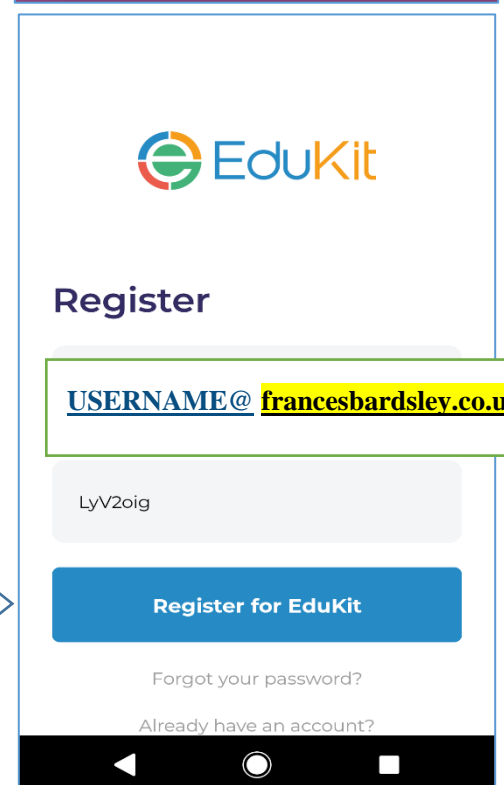 EduKit
Register
USERNAME@ francesbardsley.co.u
LyV2oig
Register for EduKit
Forgot your password?
Already have an account?